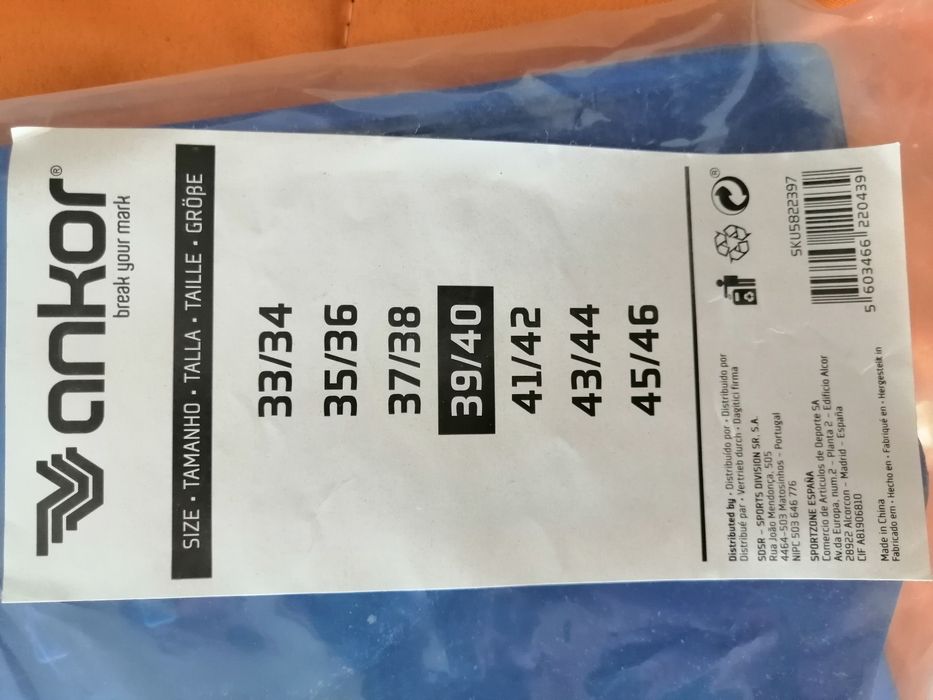 ankor®
break your mark
SIZE • TAMANHO • TALLA • TAILLE • GRÖβE
33/34
35/36
37/38
39/40
41/42
43/44
45/46
Distributed by • Distribuído por • Distribuido por
Distribué par • Vertrieb durch • Dagitici firma
SDSR - SPORTS DIVISION SR, S.A.
Rua João Mendonça, 505
4464-503 Matosinhos - Portugal
NIPC 503 646 776
SPORTZONE ESPAÑA
Comercio de Artículos de Deporte SA
Av.da Europa, num.2 - Planta 2 - Edificio Alcor
28922 Alcorcon - Madrid - España
CIF A81906810
Made in China
Fabricado em • Hecho en • Fabriqué en • Hergestelt in
®
SKU5822397
5 603466 220439